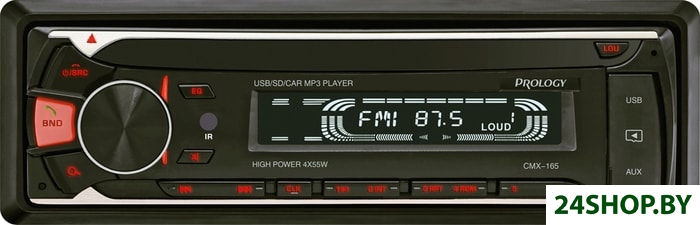 LOU
USB/SD/CAR MP3 PLAYER
PROLOGY
EQ
USB
BND
IR
FM1 87.5
LOUD
1
HIGH POWER 4X55W
CMX-165
AUX
CLK
24SHOP.BY